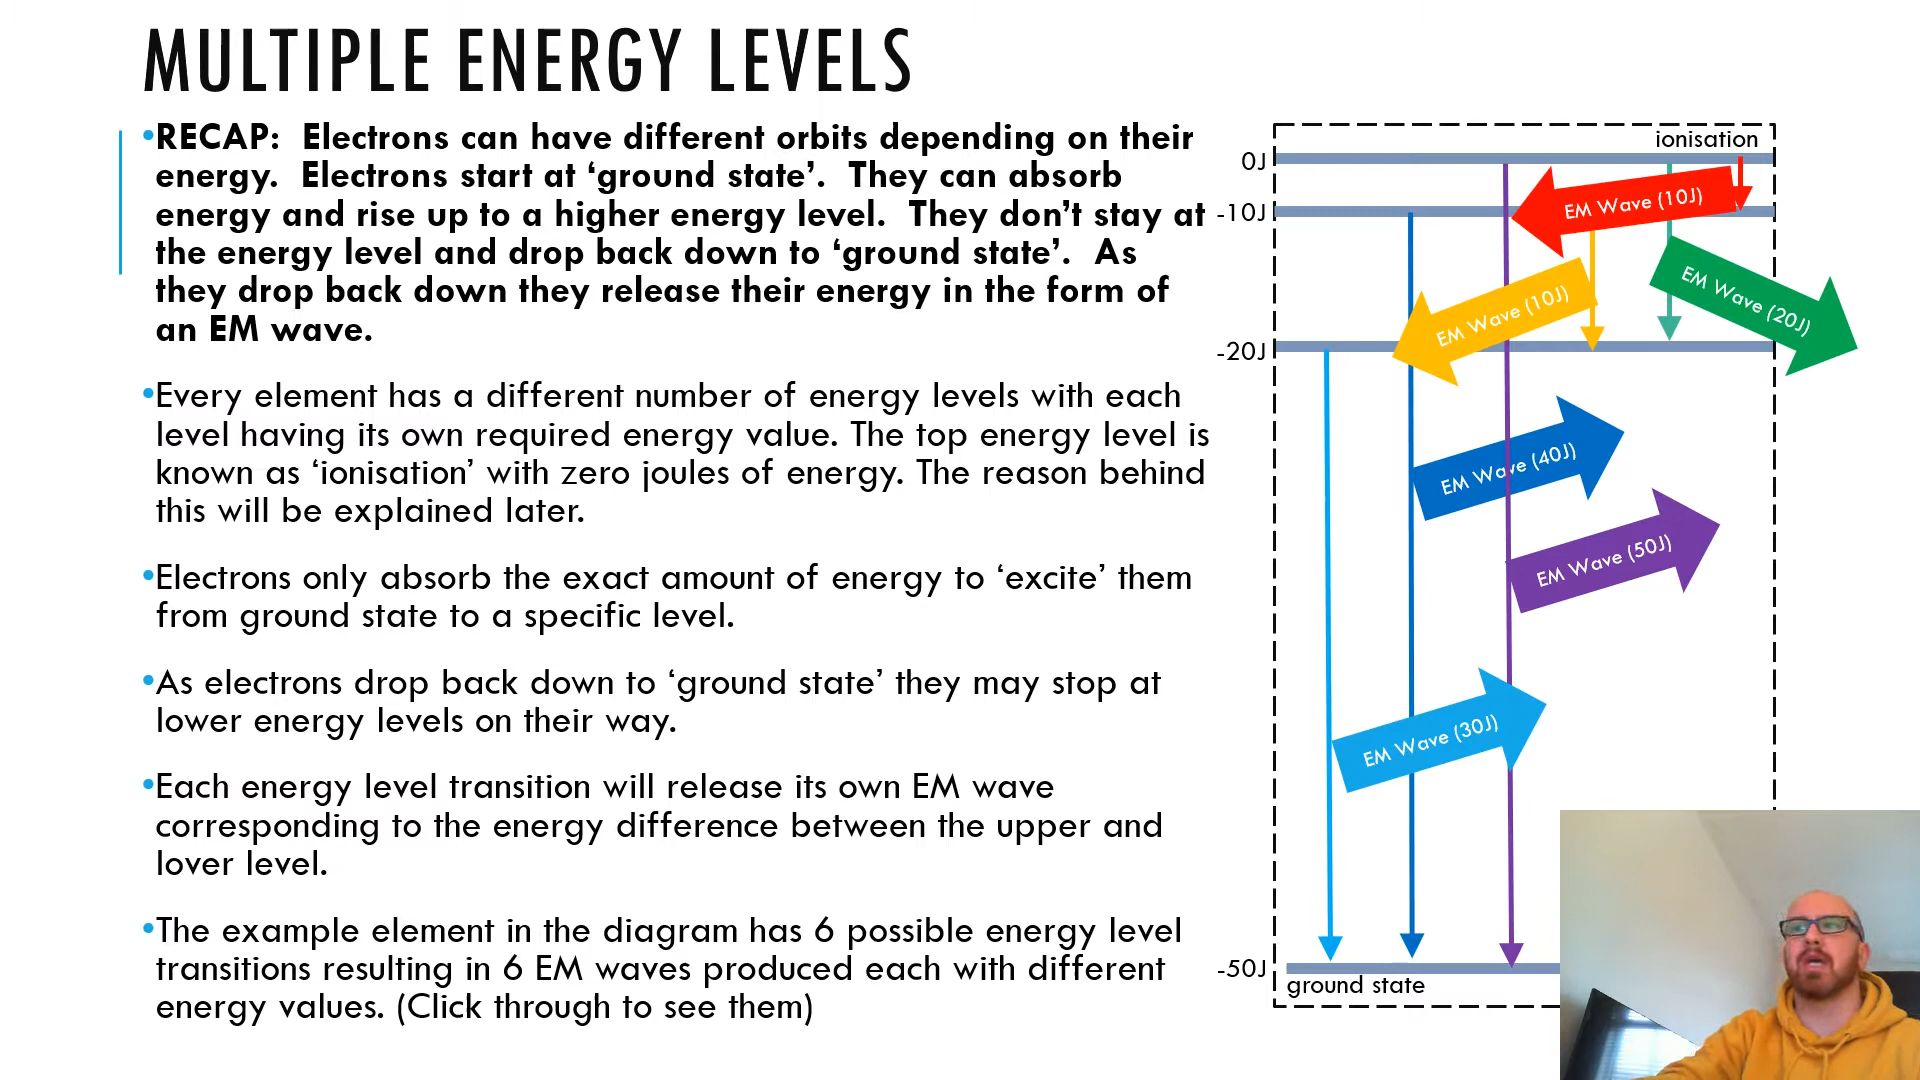 MULTIPLE ENERGY LEVELS
•RECAP: Electrons can have different orbits depending on their
energy. Electrons start at ‘ground state’. They can absorb
energy and rise up to a higher energy level. They don’t stay at
the energy level and drop back down to ‘ground state’. As
they drop back down they release their energy in the form of
an EM wave.
•Every element has a different number of energy levels with each
level having its own required energy value. The top energy level is
known as ‘ionisation’ with zero joules of energy. The reason behind
this will be explained later.
•Electrons only absorb the exact amount of energy to ‘excite’ them
from ground state to a specific level.
•As electrons drop back down to ‘ground state’ they may stop at
lower energy levels on their way.
•Each energy level transition will release its own EM wave
corresponding to the energy difference between the upper and
lover level.
•The example element in the diagram has 6 possible energy level
transitions resulting in 6 EM waves produced each with different
energy values. (Click through to see them)
ionisation
0J
EM Wave (10J)
-10J
EM Wave (20J)
EM Wave (10J)
-20J
EM Wave (40J)
EM Wave (50J)
EM Wave (30J)
-50J
ground state